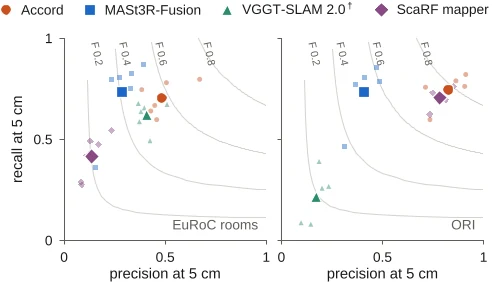 Accord MASt3R-Fusion VGGT-SLAM 2.0† ScaRF mapper
1
0.5
0
recall at 5 cm
F 0.2
F 0.4
F 0.6
F 0.8
EuRoC rooms
0
0.5
1
precision at 5 cm
F 0.2
F 0.4
F 0.6
F 0.8
ORI
0
0.5
1
precision at 5 cm